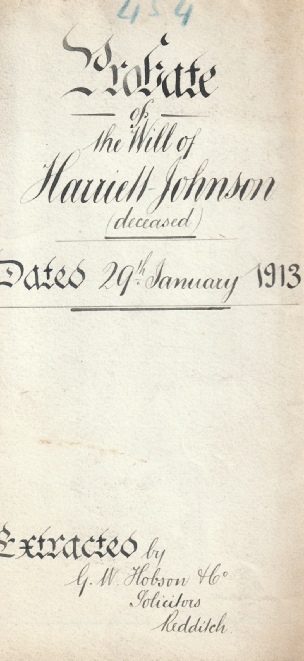 454
Probate
of
the Will of
Harriett Johnson
(deceased)
Dated 29th January 1913
Extracted by
G. W. Hobson & Co
Solicitors
Redditch